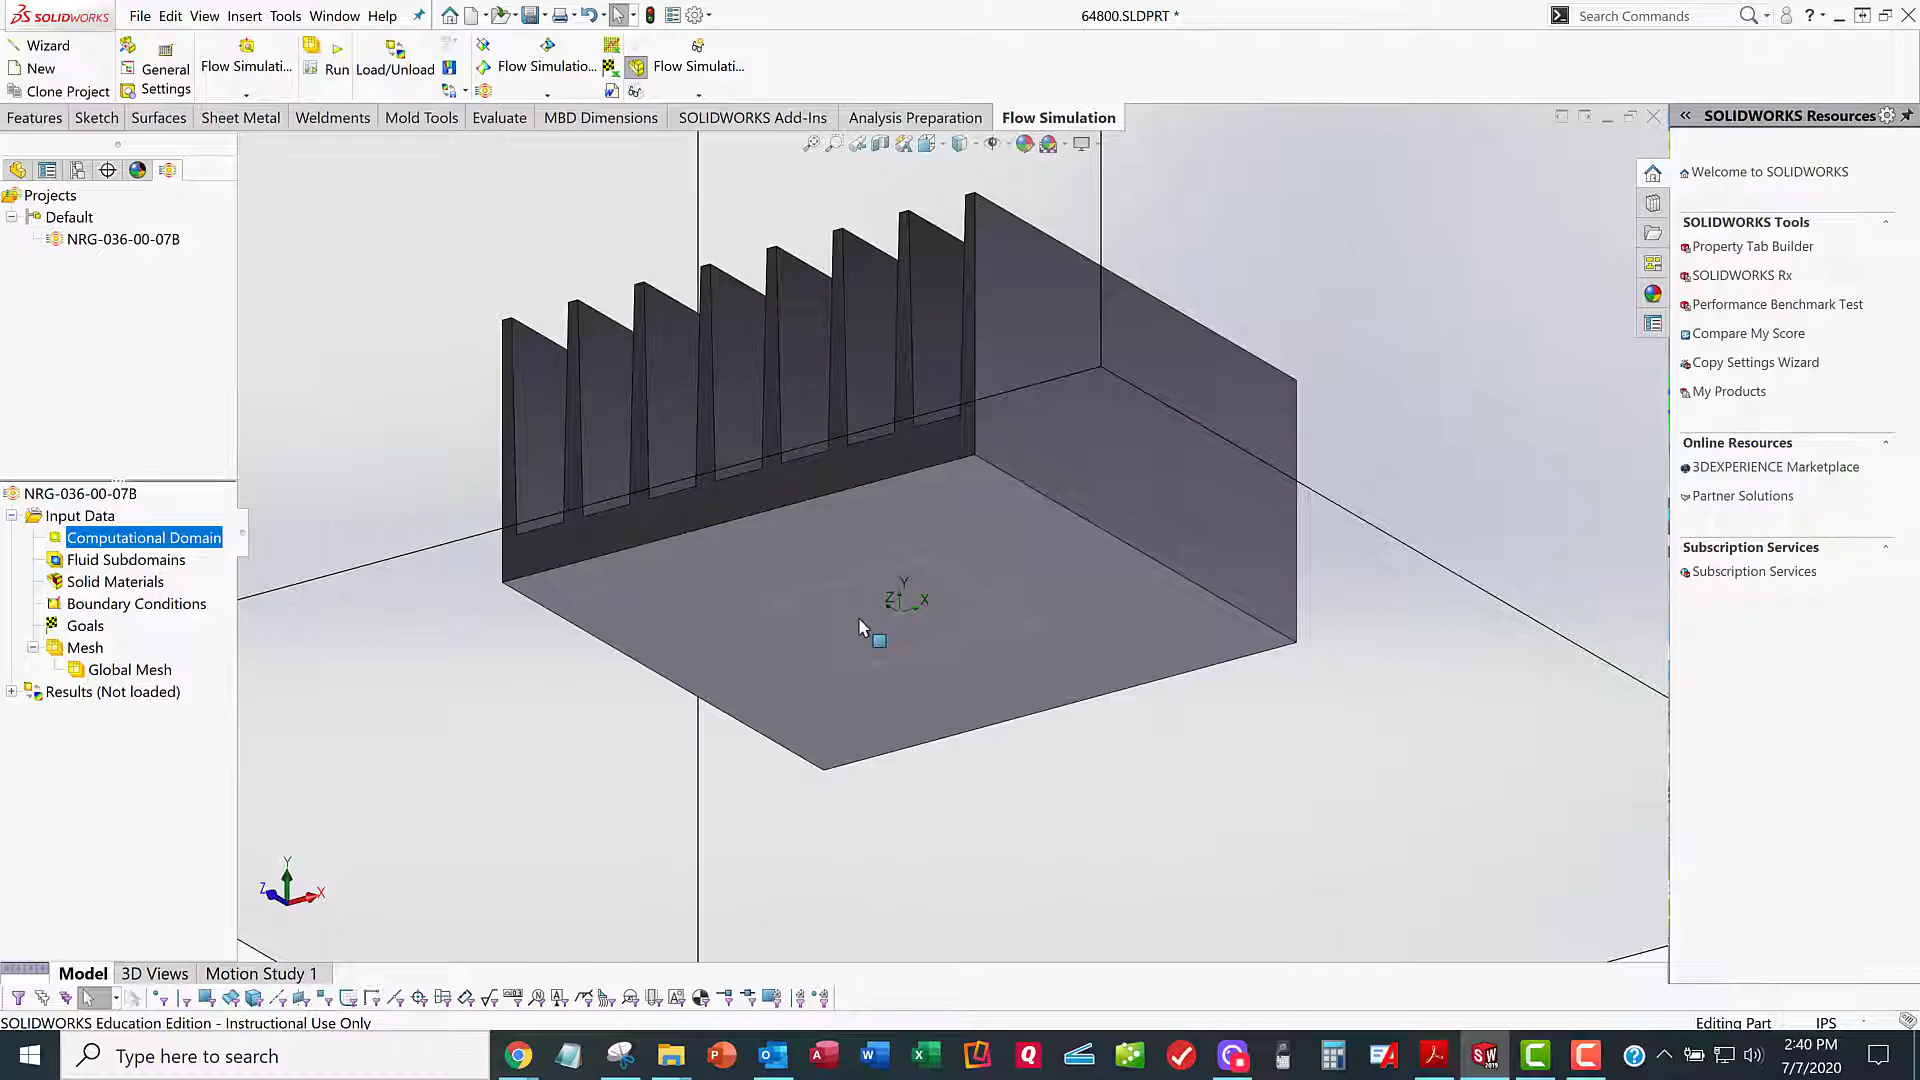 SOLIDWORKS File Edit View Insert Tools Window Help 64800.SLDPRT * Search Commands
Wizard
New
Clone Project
General
Settings
Flow Simulati...
Run
Load/Unload
Flow Simulatio...
Flow Simulati...
Features Sketch Surfaces Sheet Metal Weldments Mold Tools Evaluate MBD Dimensions SOLIDWORKS Add-Ins Analysis Preparation Flow Simulation
SOLIDWORKS Resources
Projects
Default
NRG-036-00-07B
NRG-036-00-07B
Input Data
Computational Domain
Fluid Subdomains
Solid Materials
Boundary Conditions
Goals
Mesh
Global Mesh
Results (Not loaded)
Y
Z X
Y
Z X
Welcome to SOLIDWORKS
SOLIDWORKS Tools
Property Tab Builder
SOLIDWORKS Rx
Performance Benchmark Test
Compare My Score
Copy Settings Wizard
My Products
Online Resources
3DEXPERIENCE Marketplace
Partner Solutions
Subscription Services
Subscription Services
Model 3D Views Motion Study 1
SOLIDWORKS Education Edition - Instructional Use Only
Editing Part IPS
Type here to search
2:40 PM
7/7/2020